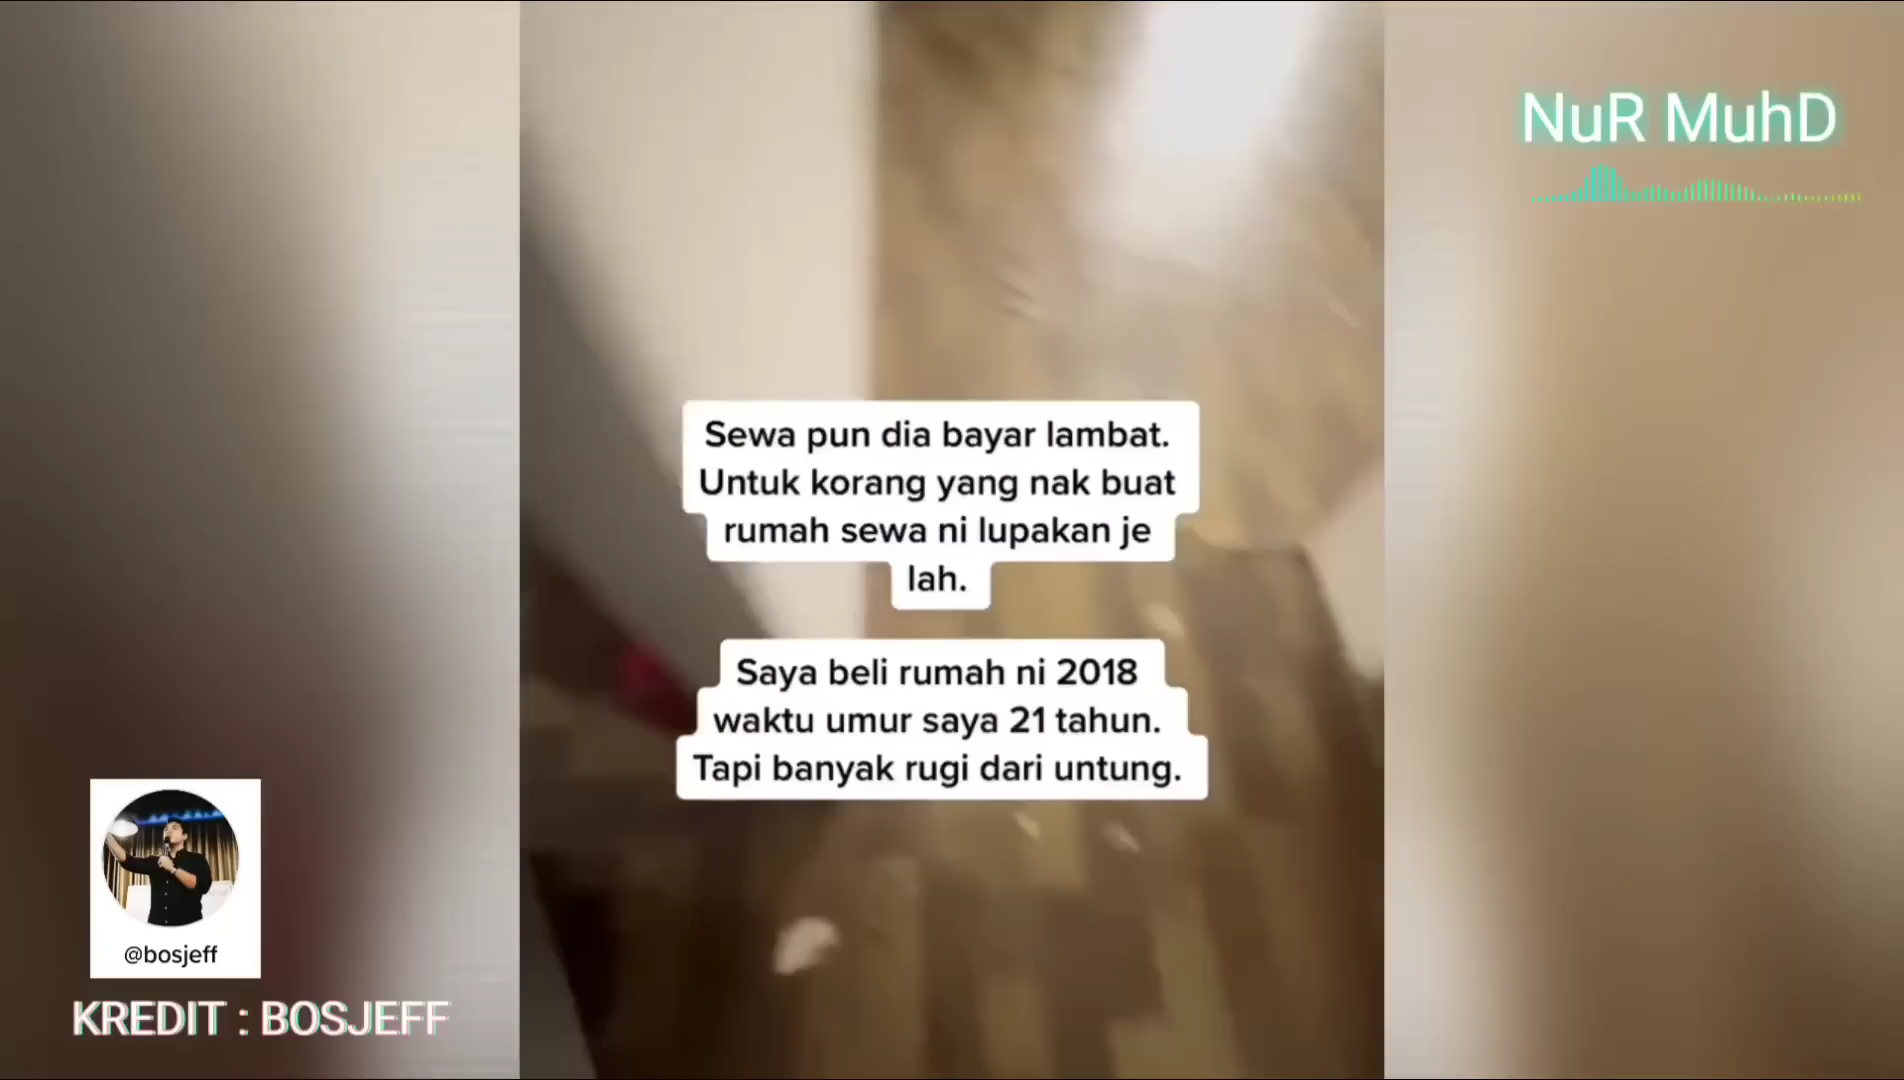 NuR MuhD
Sewa pun dia bayar lambat.
Untuk korang yang nak buat
rumah sewa ni lupakan je
lah.
Saya beli rumah ni 2018
waktu umur saya 21 tahun.
Tapi banyak rugi dari untung.
@bosjeff
KREDIT : BOSJEFF